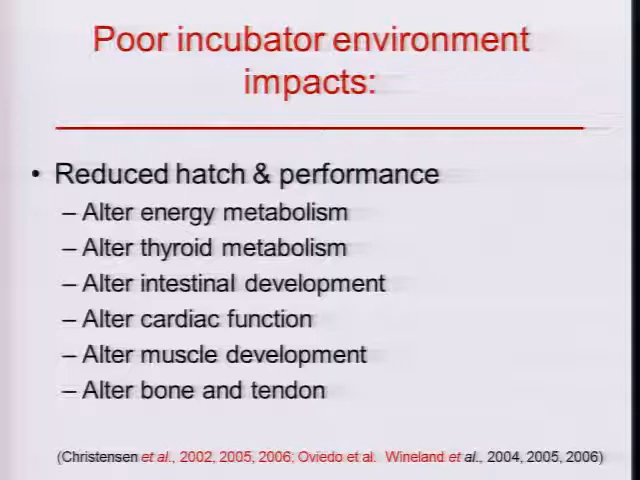 Poor incubator environment
impacts:
• Reduced hatch & performance
– Alter energy metabolism
– Alter thyroid metabolism
– Alter intestinal development
– Alter cardiac function
– Alter muscle development
– Alter bone and tendon
(Christensen et al., 2002, 2005, 2006; Oviedo et al. Wineland et al., 2004, 2005, 2006)